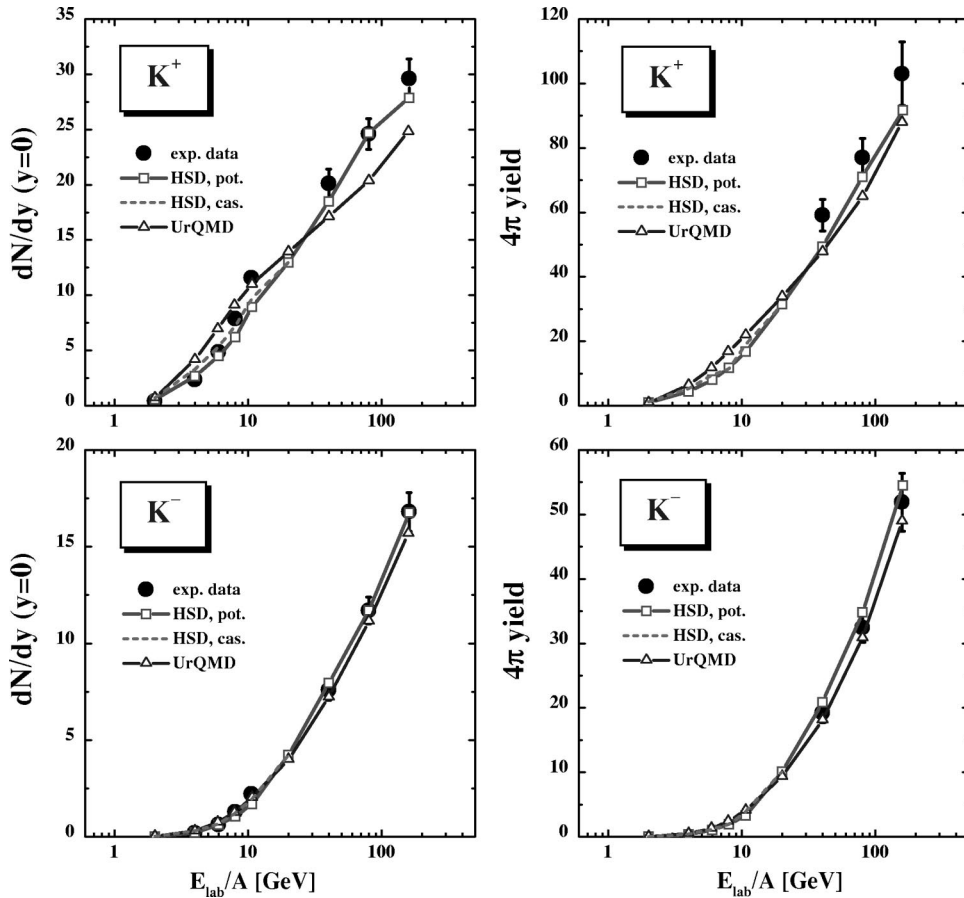 K⁺
exp. data
HSD, pot.
HSD, cas.
UrQMD
dN/dy (y=0)
35
30
25
20
15
10
5
0
1 10 100
K⁺
exp. data
HSD, pot.
HSD, cas.
UrQMD
4π yield
120
100
80
60
40
20
0
1 10 100
K⁻
exp. data
HSD, pot.
HSD, cas.
UrQMD
dN/dy (y=0)
20
15
10
5
0
1 10 100
E_lab/A [GeV]
K⁻
exp. data
HSD, pot.
HSD, cas.
UrQMD
4π yield
60
50
40
30
20
10
0
1 10 100
E_lab/A [GeV]